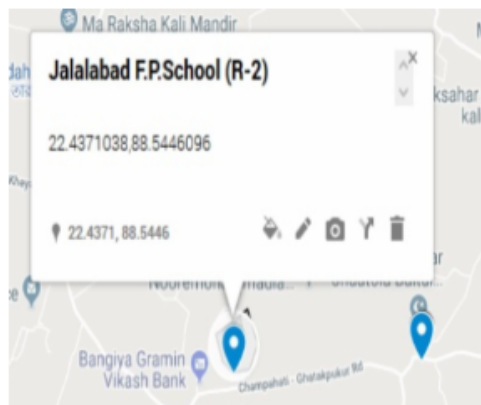 Ma Raksha Kali Mandir
Jalalabad F.P.School (R-2)
22.4371038,88.5446096
22.4371, 88.5446
Bangiya Gramin
Vikash Bank
Champahati - Ghatakpukur Rd